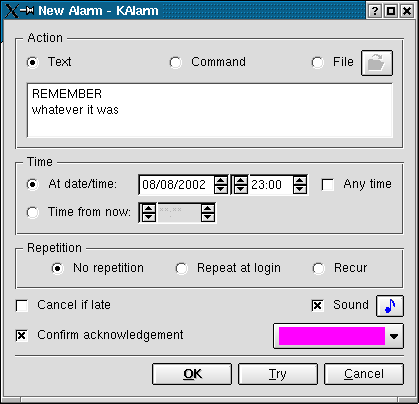 New Alarm - KAlarm
Action
Text Command File
REMEMBER
whatever it was
Time
At date/time: 08/08/2002 23:00 Any time
Time from now:
Repetition
No repetition Repeat at login Recur
Cancel if late Sound
Confirm acknowledgement
OK Try Cancel